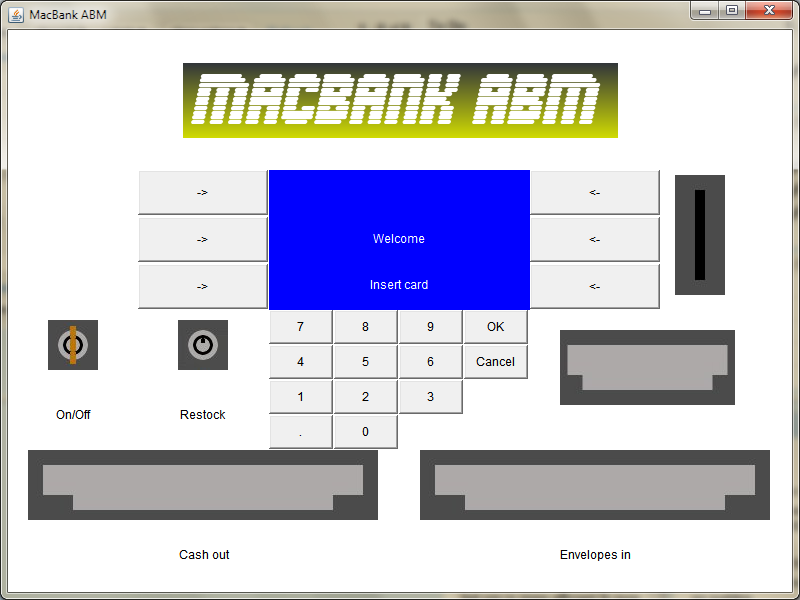 MacBank ABM
MACBANK ABM
-> <-
-> Welcome <-
-> Insert card <-
7 8 9 OK
4 5 6 Cancel
1 2 3
. 0
On/Off Restock
Cash out Envelopes in